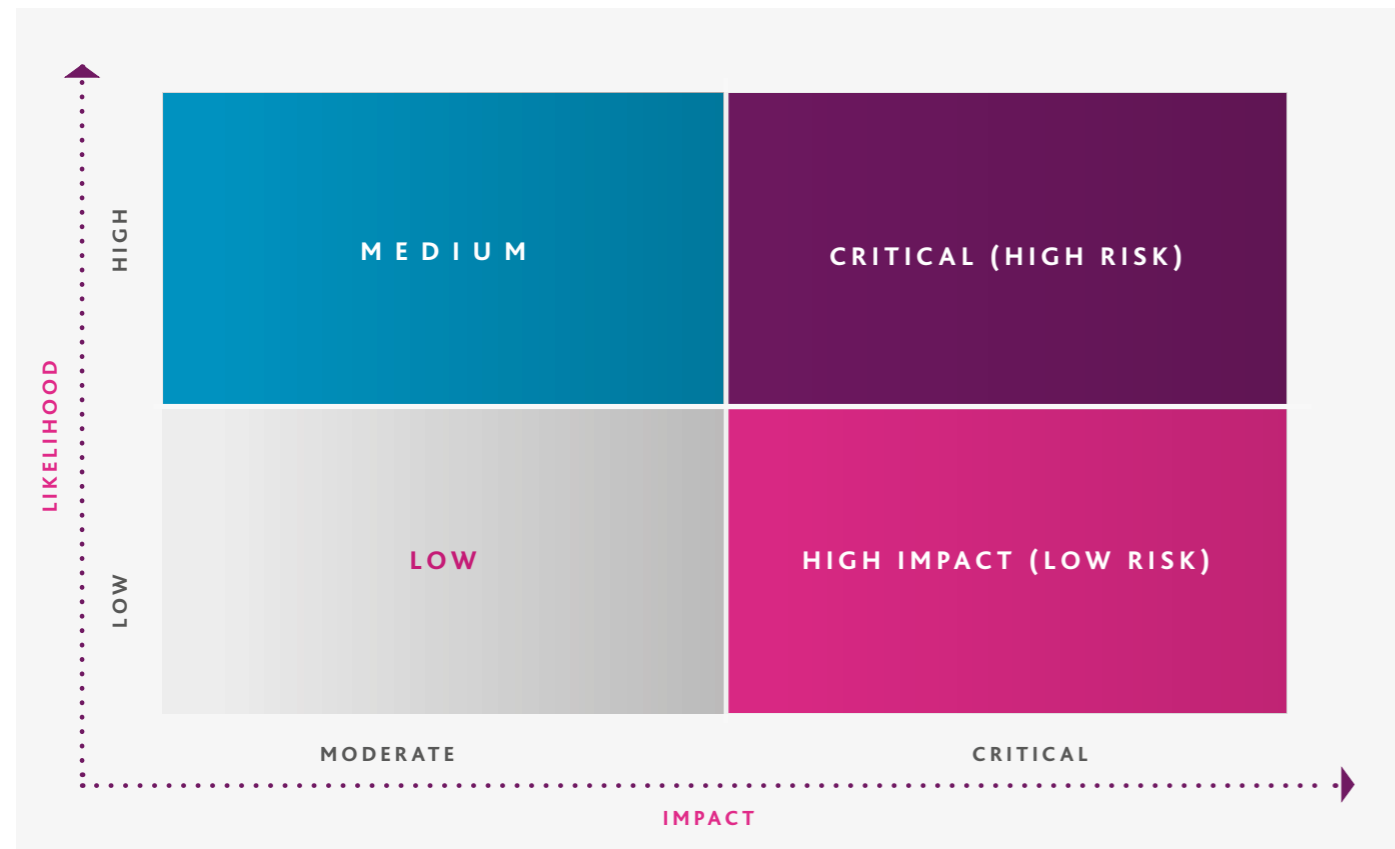 HIGH
MEDIUM
CRITICAL (HIGH RISK)
LIKELIHOOD
LOW
LOW
HIGH IMPACT (LOW RISK)
MODERATE
CRITICAL
IMPACT